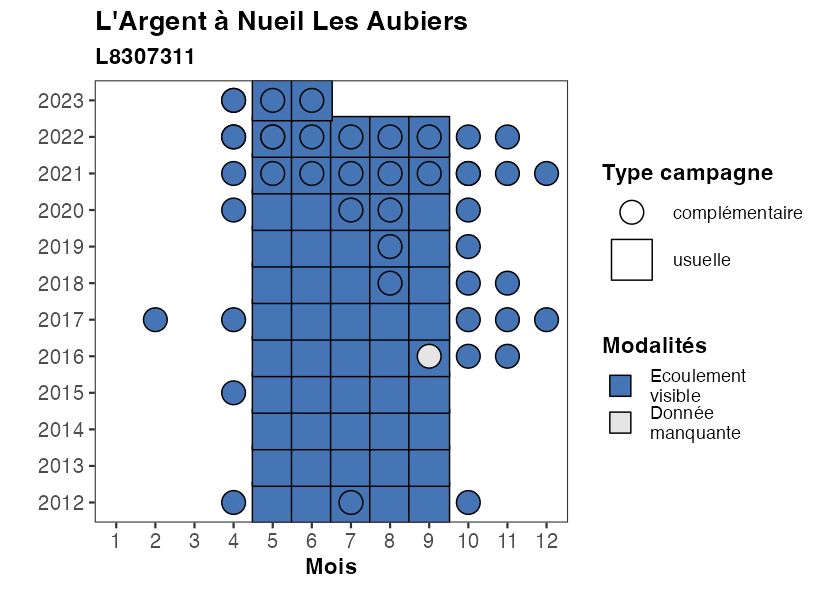 L'Argent à Nueil Les Aubiers
L8307311
2023
2022
2021
2020
2019
2018
2017
2016
2015
2014
2013
2012
1 2 3 4 5 6 7 8 9 10 11 12
Mois
Type campagne
complémentaire
usuelle
Modalités
Ecoulement
visible
Donnée
manquante